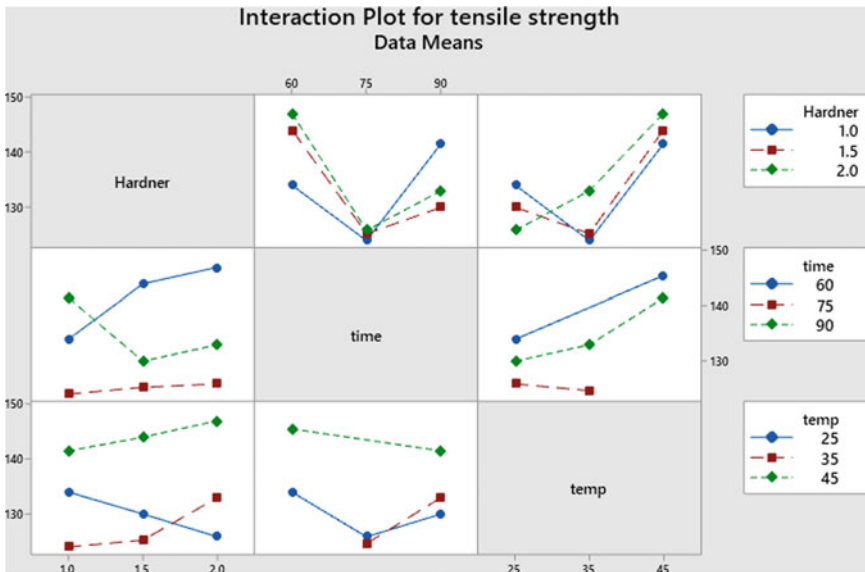 Interaction Plot for tensile strength
Data Means
60 75 90
150
140
130
Hardner
Hardner
1.0
1.5
2.0
time
150
140
130
time
60
75
90
150
140
130
temp
temp
25
35
45
1.0 1.5 2.0
25 35 45